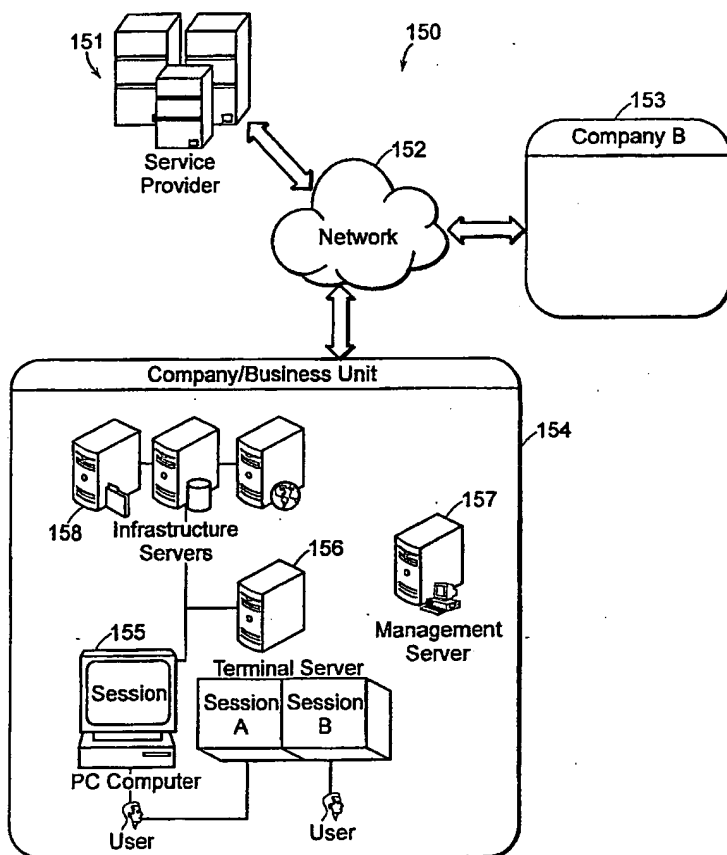 151
150
153
Company B
Service
Provider
152
Network
Company/Business Unit
154
158
Infrastructure
Servers
156
157
Management
Server
155
Session
Terminal Server
Session
A
Session
B
PC Computer
User
User